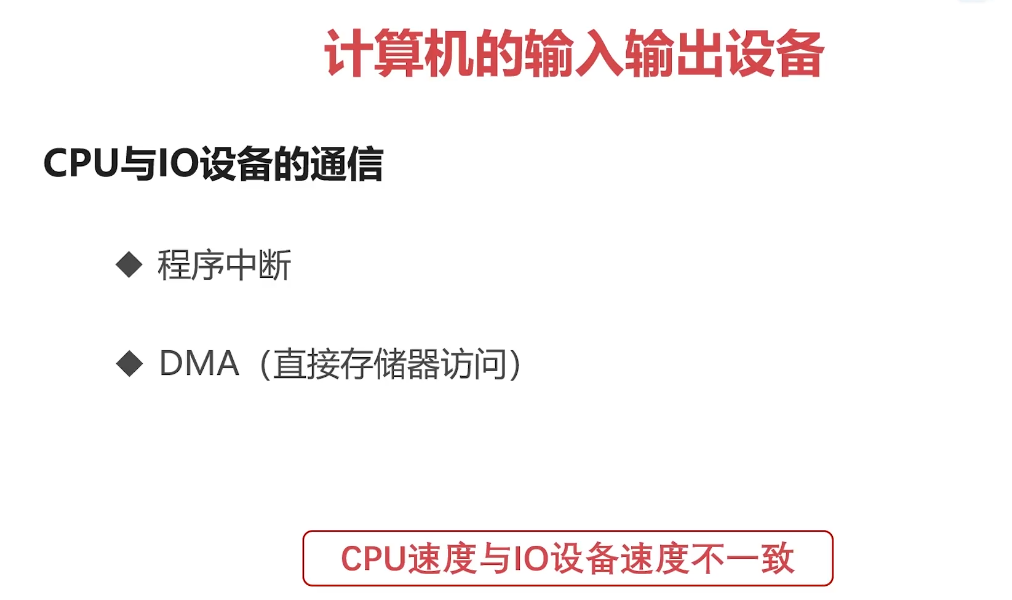 计算机的输入输出设备
CPU与IO设备的通信
◆ 程序中断
◆ DMA（直接存储器访问）
CPU速度与IO设备速度不一致